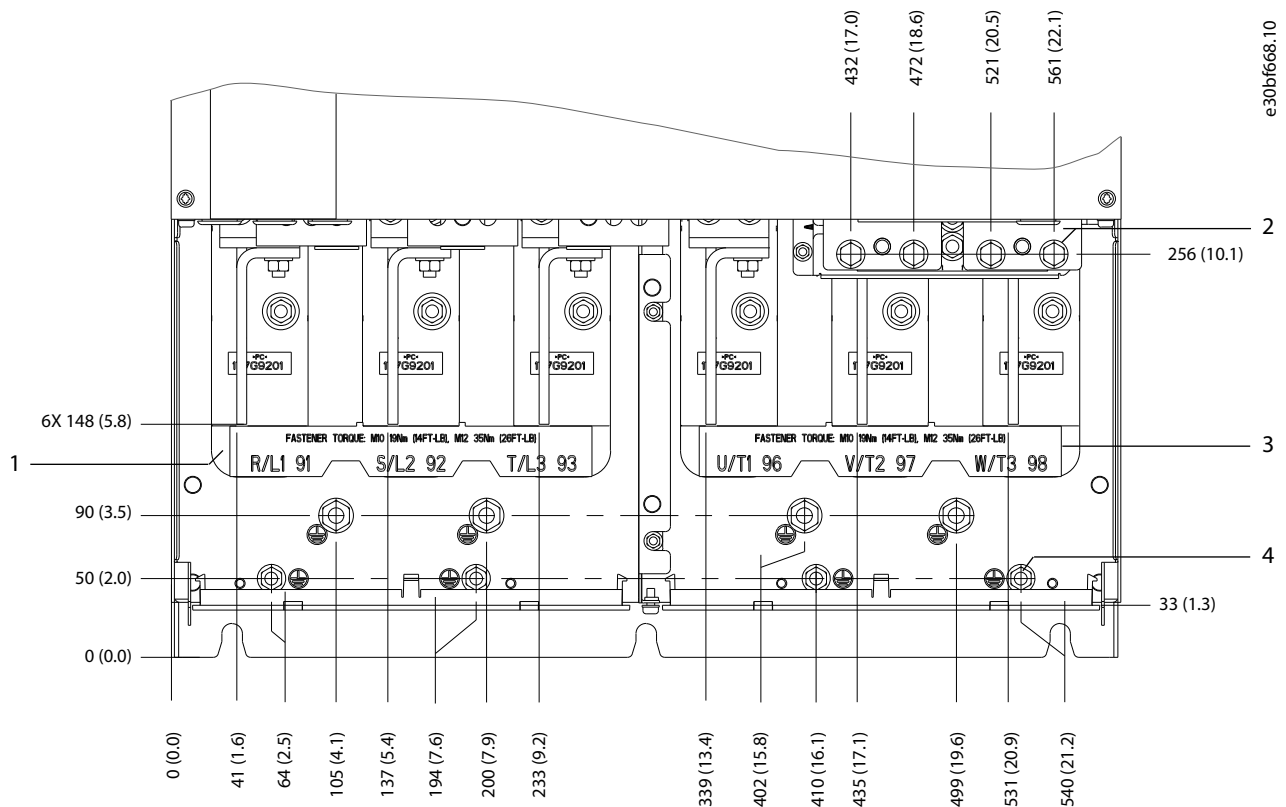 432 (17.0)
472 (18.6)
521 (20.5)
561 (22.1)
e30bf668.10
2
256 (10.1)
•PC•
•PC•
•PC•
•PC•
•PC•
•PC•
6X 148 (5.8)
FASTENER TORQUE: M10 19Nm (14FT-LB), M12 35Nm (26FT-LB)
FASTENER TORQUE: M10 19Nm (14FT-LB), M12 35Nm (26FT-LB)
3
1
R/L1 91 S/L2 92 T/L3 93
U/T1 96 V/T2 97 W/T3 98
90 (3.5)
4
50 (2.0)
33 (1.3)
0 (0.0)
0 (0.0)
41 (1.6)
64 (2.5)
105 (4.1)
137 (5.4)
194 (7.6)
200 (7.9)
233 (9.2)
339 (13.4)
402 (15.8)
410 (16.1)
435 (17.1)
499 (19.6)
531 (20.9)
540 (21.2)